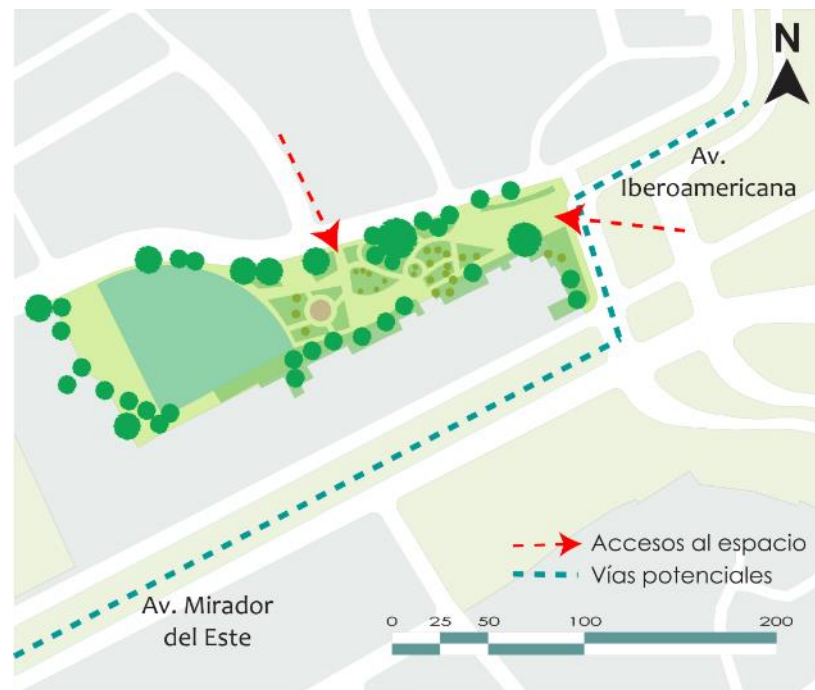 N
Av.
Iberoamericana
Accesos al espacio
Vías potenciales
Av. Mirador
del Este
0 25 50 100 200